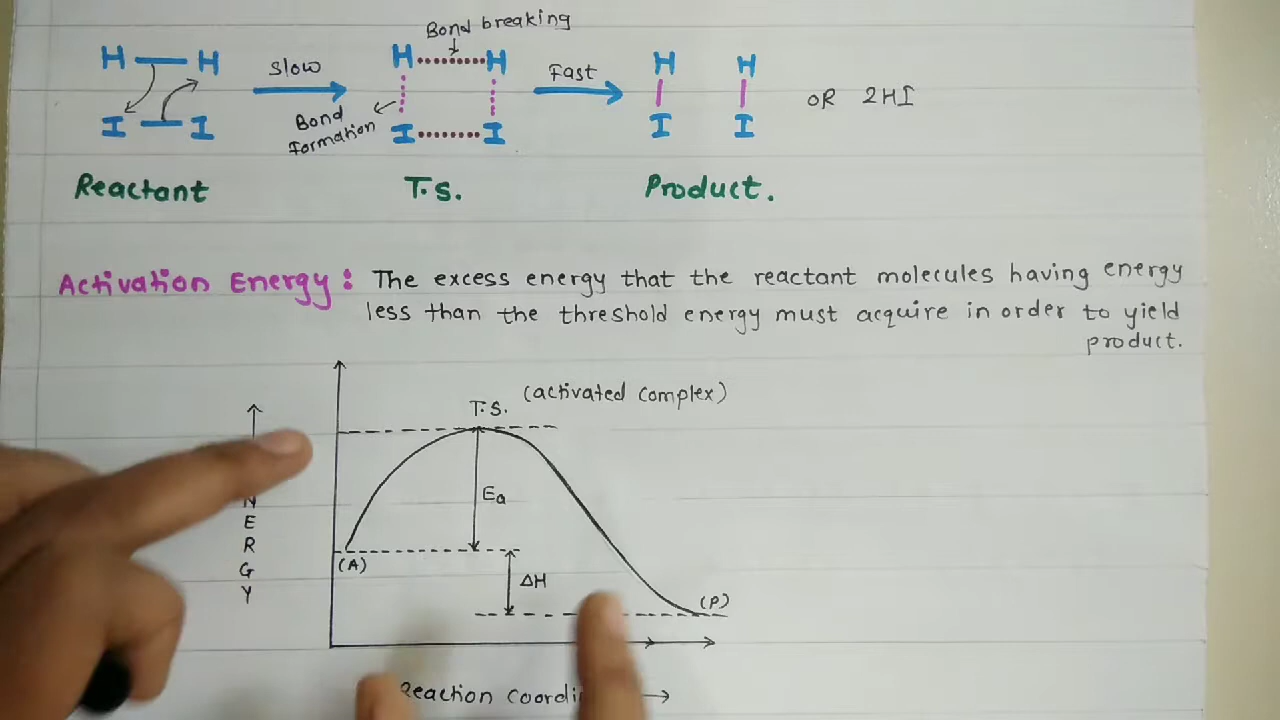 Bond breaking
H H Slow H H Fast H H OR 2HI
Bond formation
I I I I I I
Reactant T.S. Product.
Activation Energy: The excess energy that the reactant molecules having energy
less than the threshold energy must acquire in order to yield
product.
T.S. (activated complex)
Ea
(A)
ΔH
(P)
N
E
R
G
Y
Reaction